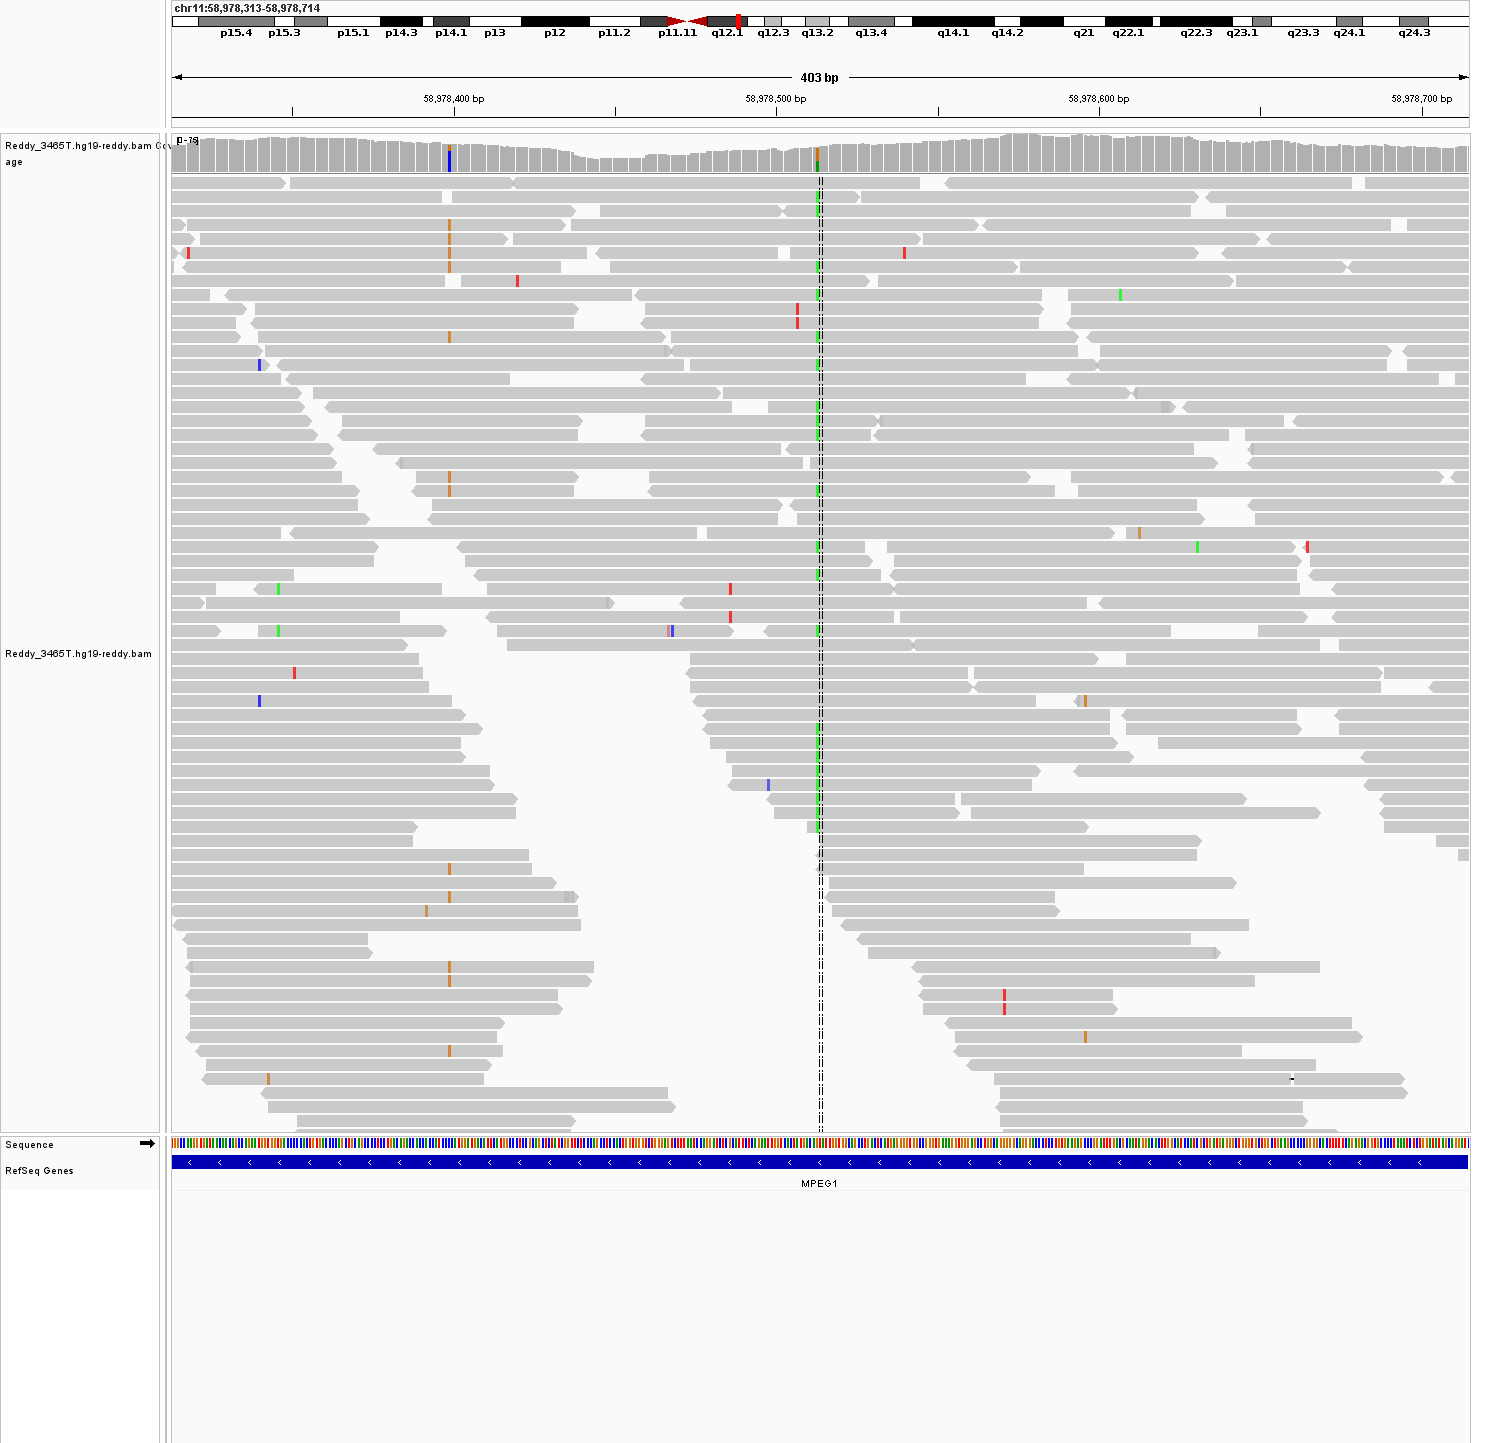 chr11:58,978,313-58,978,714
p15.4 p15.3 p15.1 p14.3 p14.1 p13 p12 p11.2 p11.11 q12.1 q12.3 q13.2 q13.4 q14.1 q14.2 q21 q22.1 q22.3 q23.1 q23.3 q24.1 q24.3
403 bp
58,978,400 bp 58,978,500 bp 58,978,600 bp 58,978,700 bp
Reddy_3465T.hg19-reddy.bam Cov
age
Reddy_3465T.hg19-reddy.bam
Sequence
RefSeq Genes
MPEG1